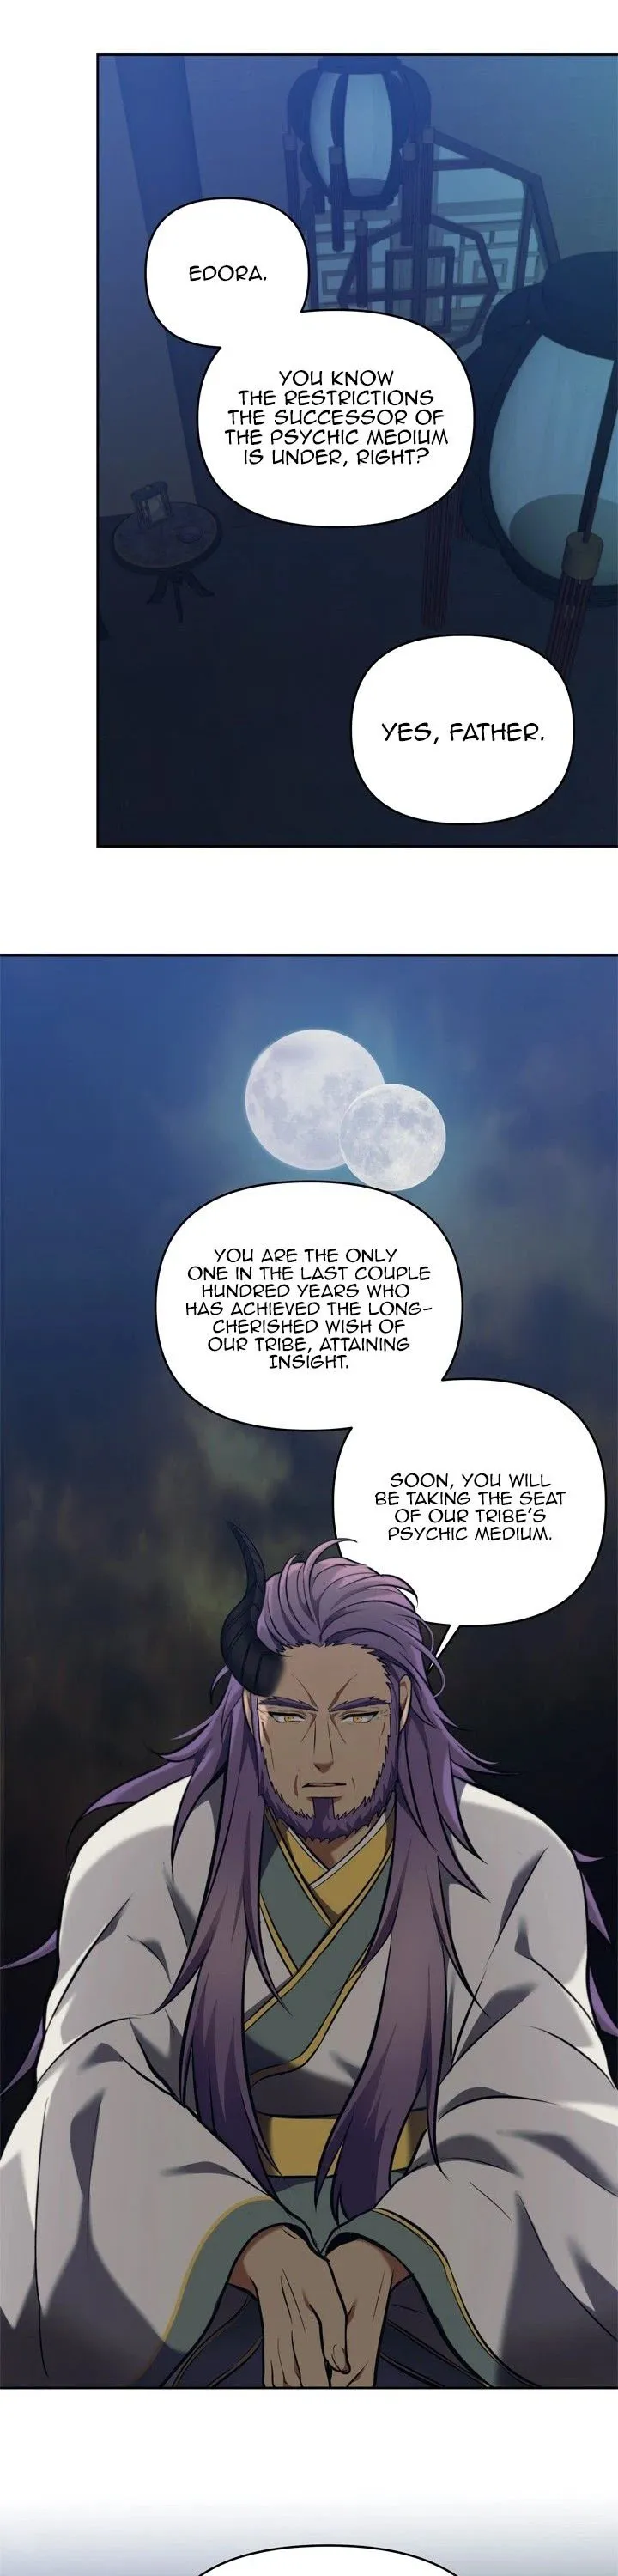 EDORA.
YOU KNOW
THE RESTRICTIONS
THE SUCCESSOR OF
THE PSYCHIC MEDIUM
IS UNDER, RIGHT?
YES, FATHER.
YOU ARE THE ONLY
ONE IN THE LAST COUPLE
HUNDRED YEARS WHO
HAS ACHIEVED THE LONG-
CHERISHED WISH OF
OUR TRIBE, ATTAINING
INSIGHT.
SOON, YOU WILL
BE TAKING THE SEAT
OF OUR TRIBE'S
PSYCHIC MEDIUM.